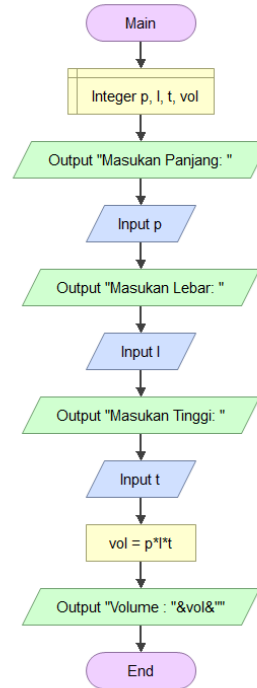 Main
Integer p, l, t, vol
Output "Masukan Panjang: "
Input p
Output "Masukan Lebar: "
Input l
Output "Masukan Tinggi: "
Input t
vol = p*l*t
Output "Volume : "&vol&""
End